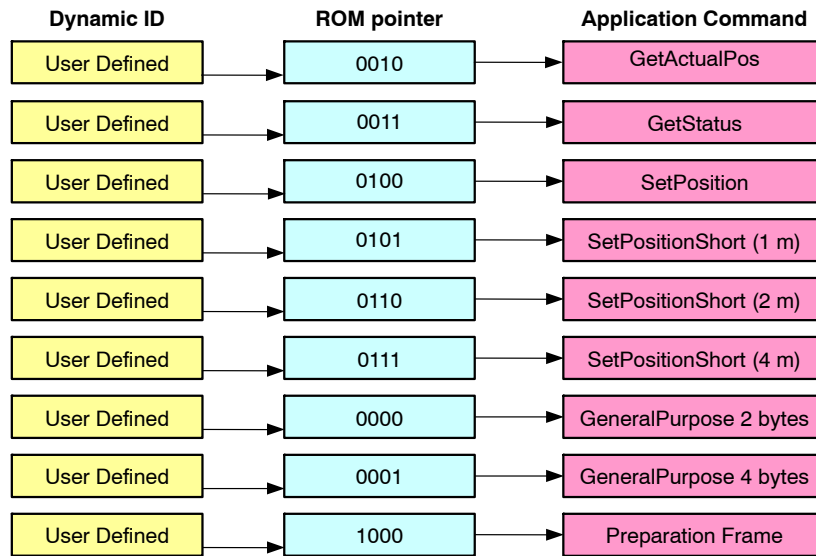 Dynamic ID ROM pointer Application Command
User Defined 0010 GetActualPos
User Defined 0011 GetStatus
User Defined 0100 SetPosition
User Defined 0101 SetPositionShort (1 m)
User Defined 0110 SetPositionShort (2 m)
User Defined 0111 SetPositionShort (4 m)
User Defined 0000 GeneralPurpose 2 bytes
User Defined 0001 GeneralPurpose 4 bytes
User Defined 1000 Preparation Frame